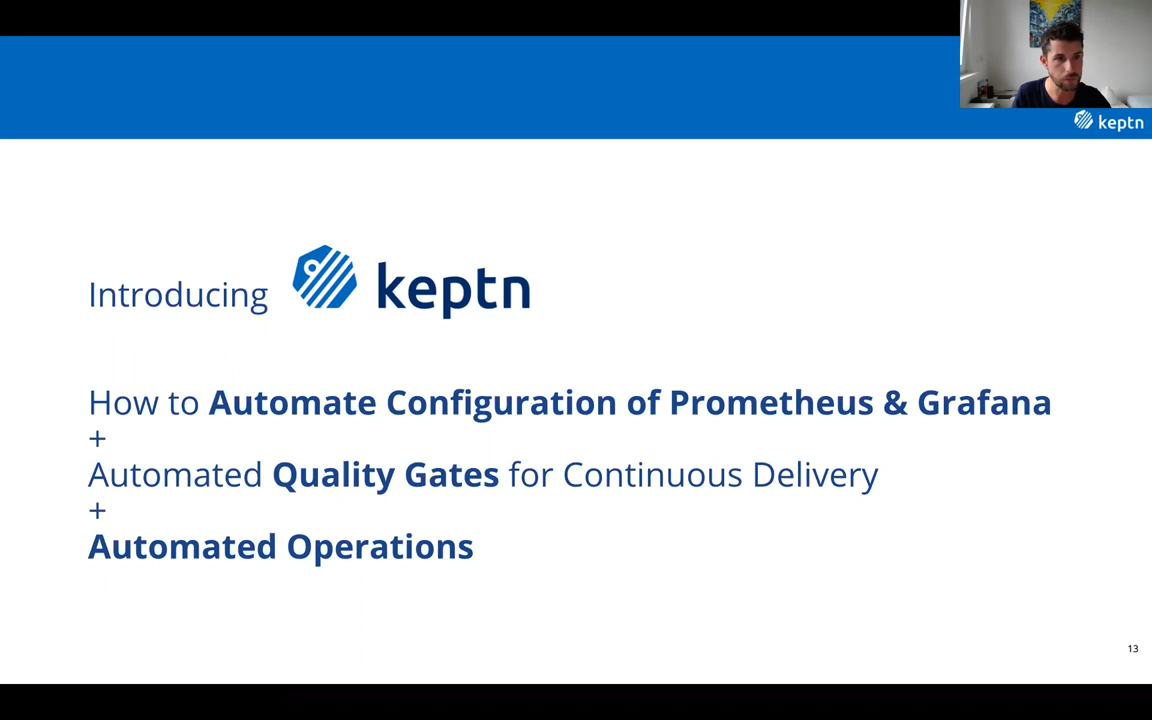 keptn
Introducing keptn
How to Automate Configuration of Prometheus & Grafana
+
Automated Quality Gates for Continuous Delivery
+
Automated Operations
13